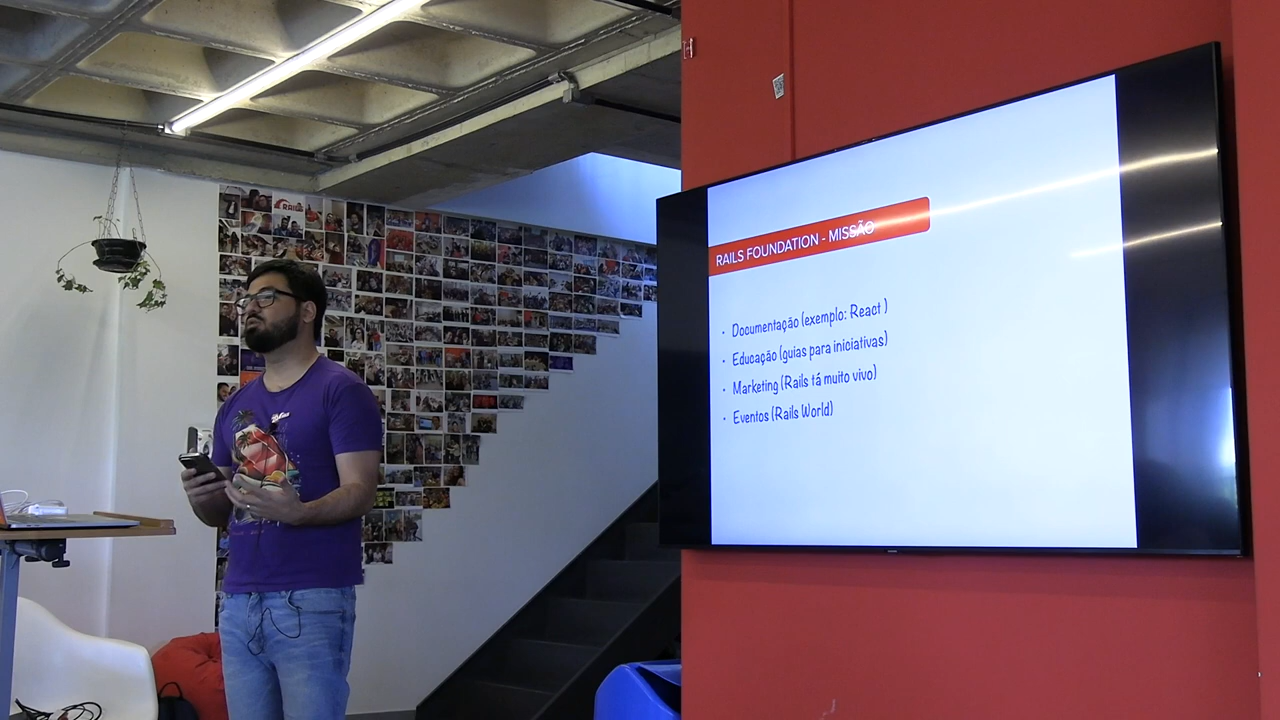 RAILS FOUNDATION - MISSÃO
• Documentação (exemplo: React )
• Educação (guias para iniciativas)
• Marketing (Rails tá muito vivo)
• Eventos (Rails World)